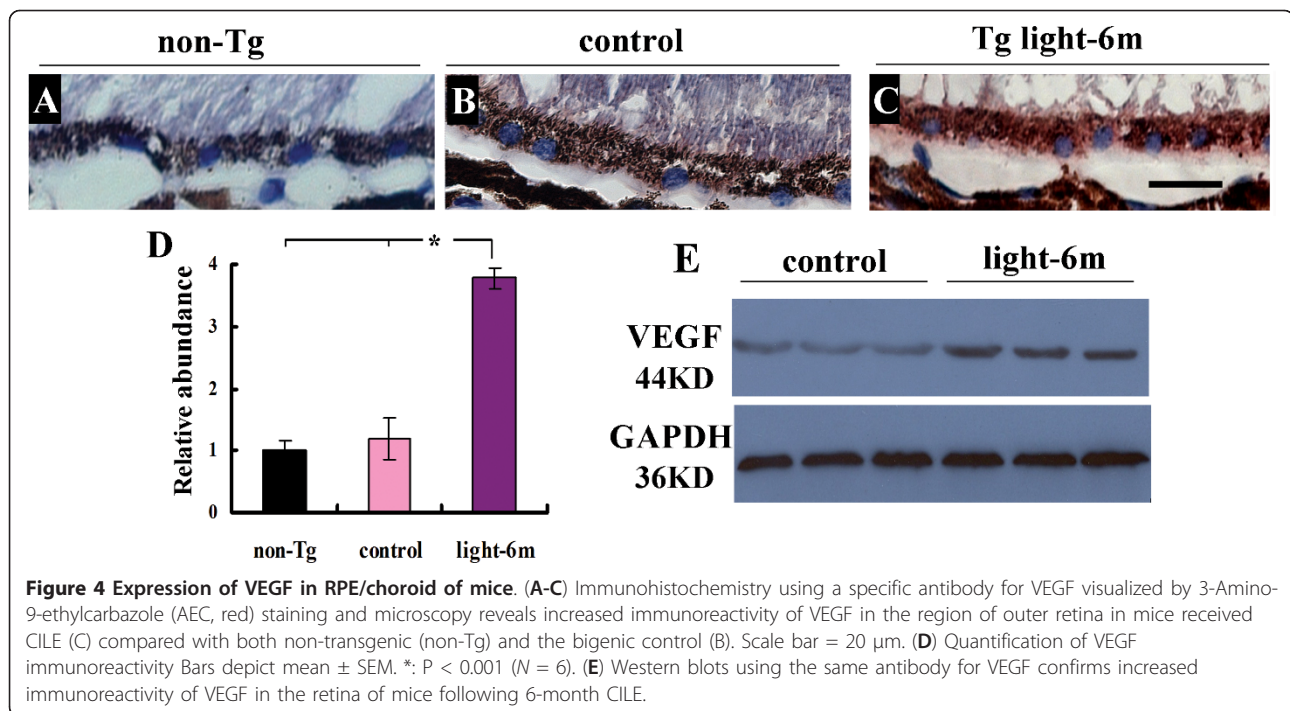 non-Tg
control
Tg light-6m
A
B
C
D
*
Relative abundance
4
3
2
1
0
non-Tg
control
light-6m
E
control
light-6m
VEGF
44KD
GAPDH
36KD
Figure 4 Expression of VEGF in RPE/choroid of mice. (A-C) Immunohistochemistry using a specific antibody for VEGF visualized by 3-Amino-
9-ethylcarbazole (AEC, red) staining and microscopy reveals increased immunoreactivity of VEGF in the region of outer retina in mice received
CILE (C) compared with both non-transgenic (non-Tg) and the bigenic control (B). Scale bar = 20 μm. (D) Quantification of VEGF
immunoreactivity Bars depict mean ± SEM. *: P < 0.001 (N = 6). (E) Western blots using the same antibody for VEGF confirms increased
immunoreactivity of VEGF in the retina of mice following 6-month CILE.